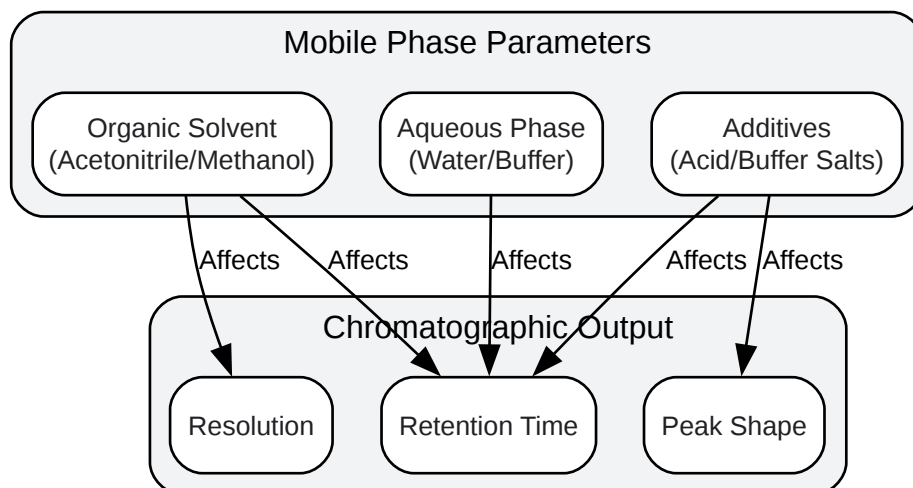 Mobile Phase Parameters
Organic Solvent
(Acetonitrile/Methanol)
Aqueous Phase
(Water/Buffer)
Additives
(Acid/Buffer Salts)
Affects
Affects
Affects
Affects
Affects
Chromatographic Output
Resolution
Retention Time
Peak Shape